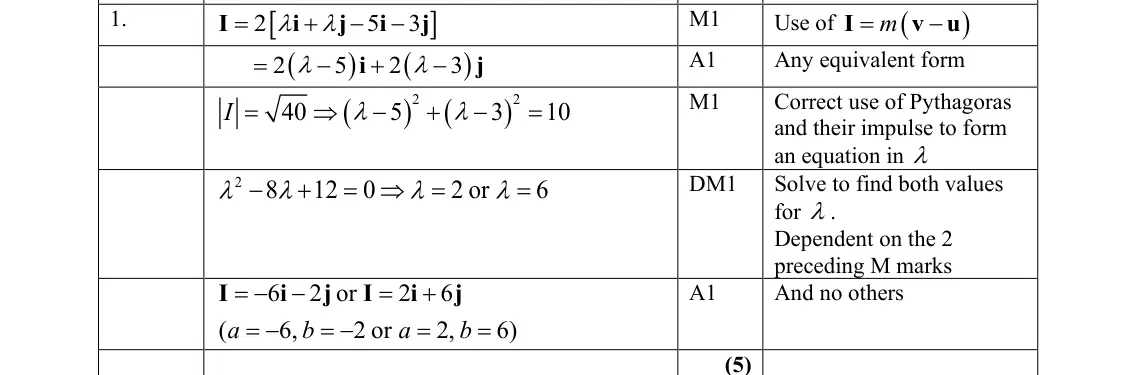 1. I = 2[λi + λj − 5i − 3j] M1 Use of I = m(v − u)
= 2(λ − 5)i + 2(λ − 3)j A1 Any equivalent form
|I| = √40 ⇒ (λ − 5)² + (λ − 3)² = 10 M1 Correct use of Pythagoras
and their impulse to form
an equation in λ
λ² − 8λ + 12 = 0 ⇒ λ = 2 or λ = 6 DM1 Solve to find both values
for λ .
Dependent on the 2
preceding M marks
I = −6i − 2j or I = 2i + 6j A1 And no others
(a = −6, b = −2 or a = 2, b = 6)
(5)